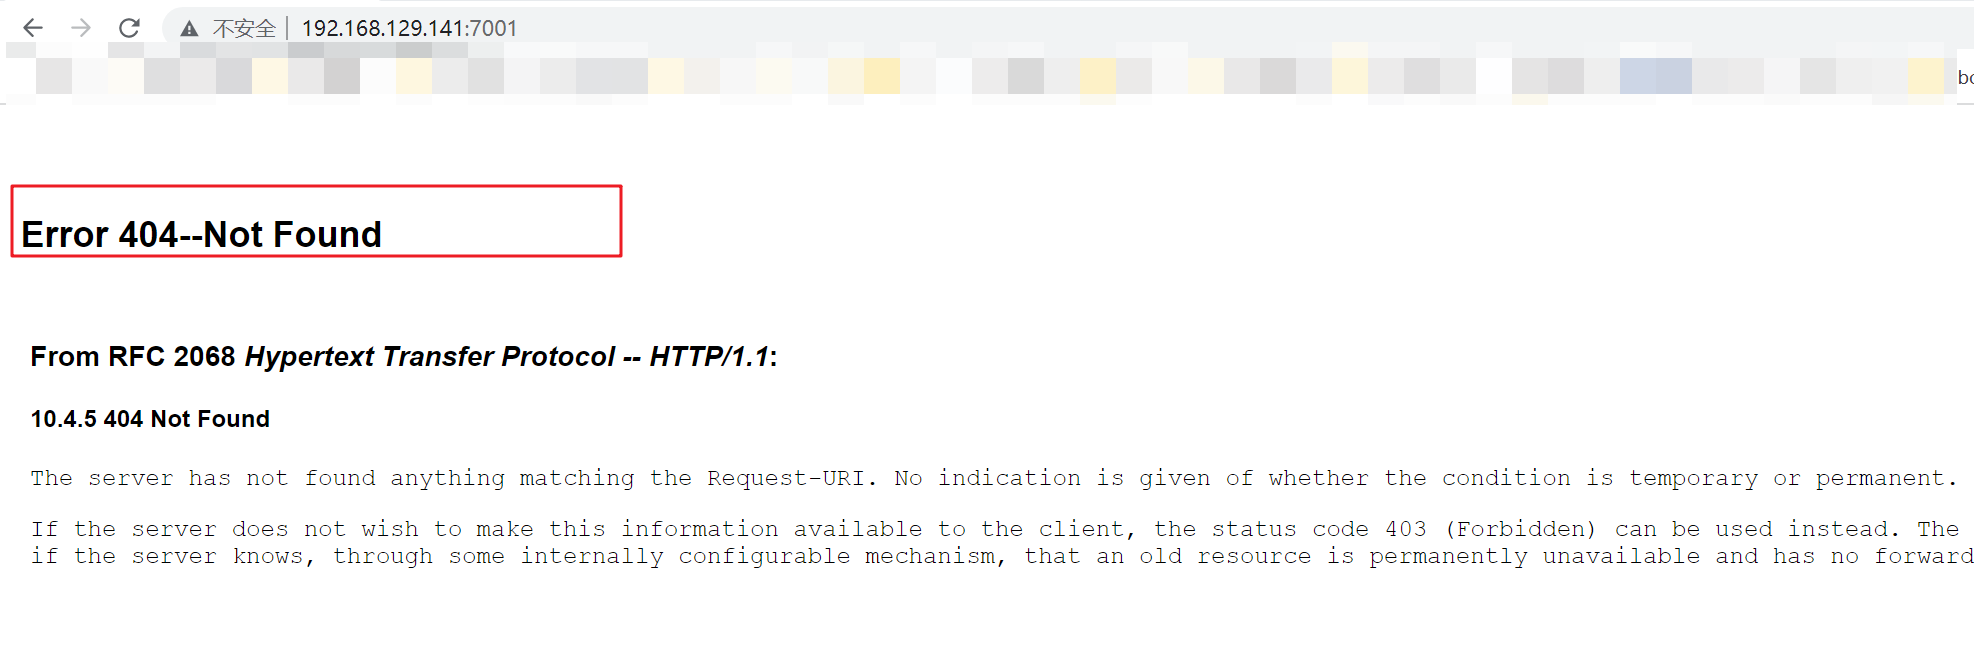 不安全 192.168.129.141:7001
Error 404--Not Found
From RFC 2068 Hypertext Transfer Protocol -- HTTP/1.1:
10.4.5 404 Not Found
The server has not found anything matching the Request-URI. No indication is given of whether the condition is temporary or permanent.
If the server does not wish to make this information available to the client, the status code 403 (Forbidden) can be used instead. The
if the server knows, through some internally configurable mechanism, that an old resource is permanently unavailable and has no forward